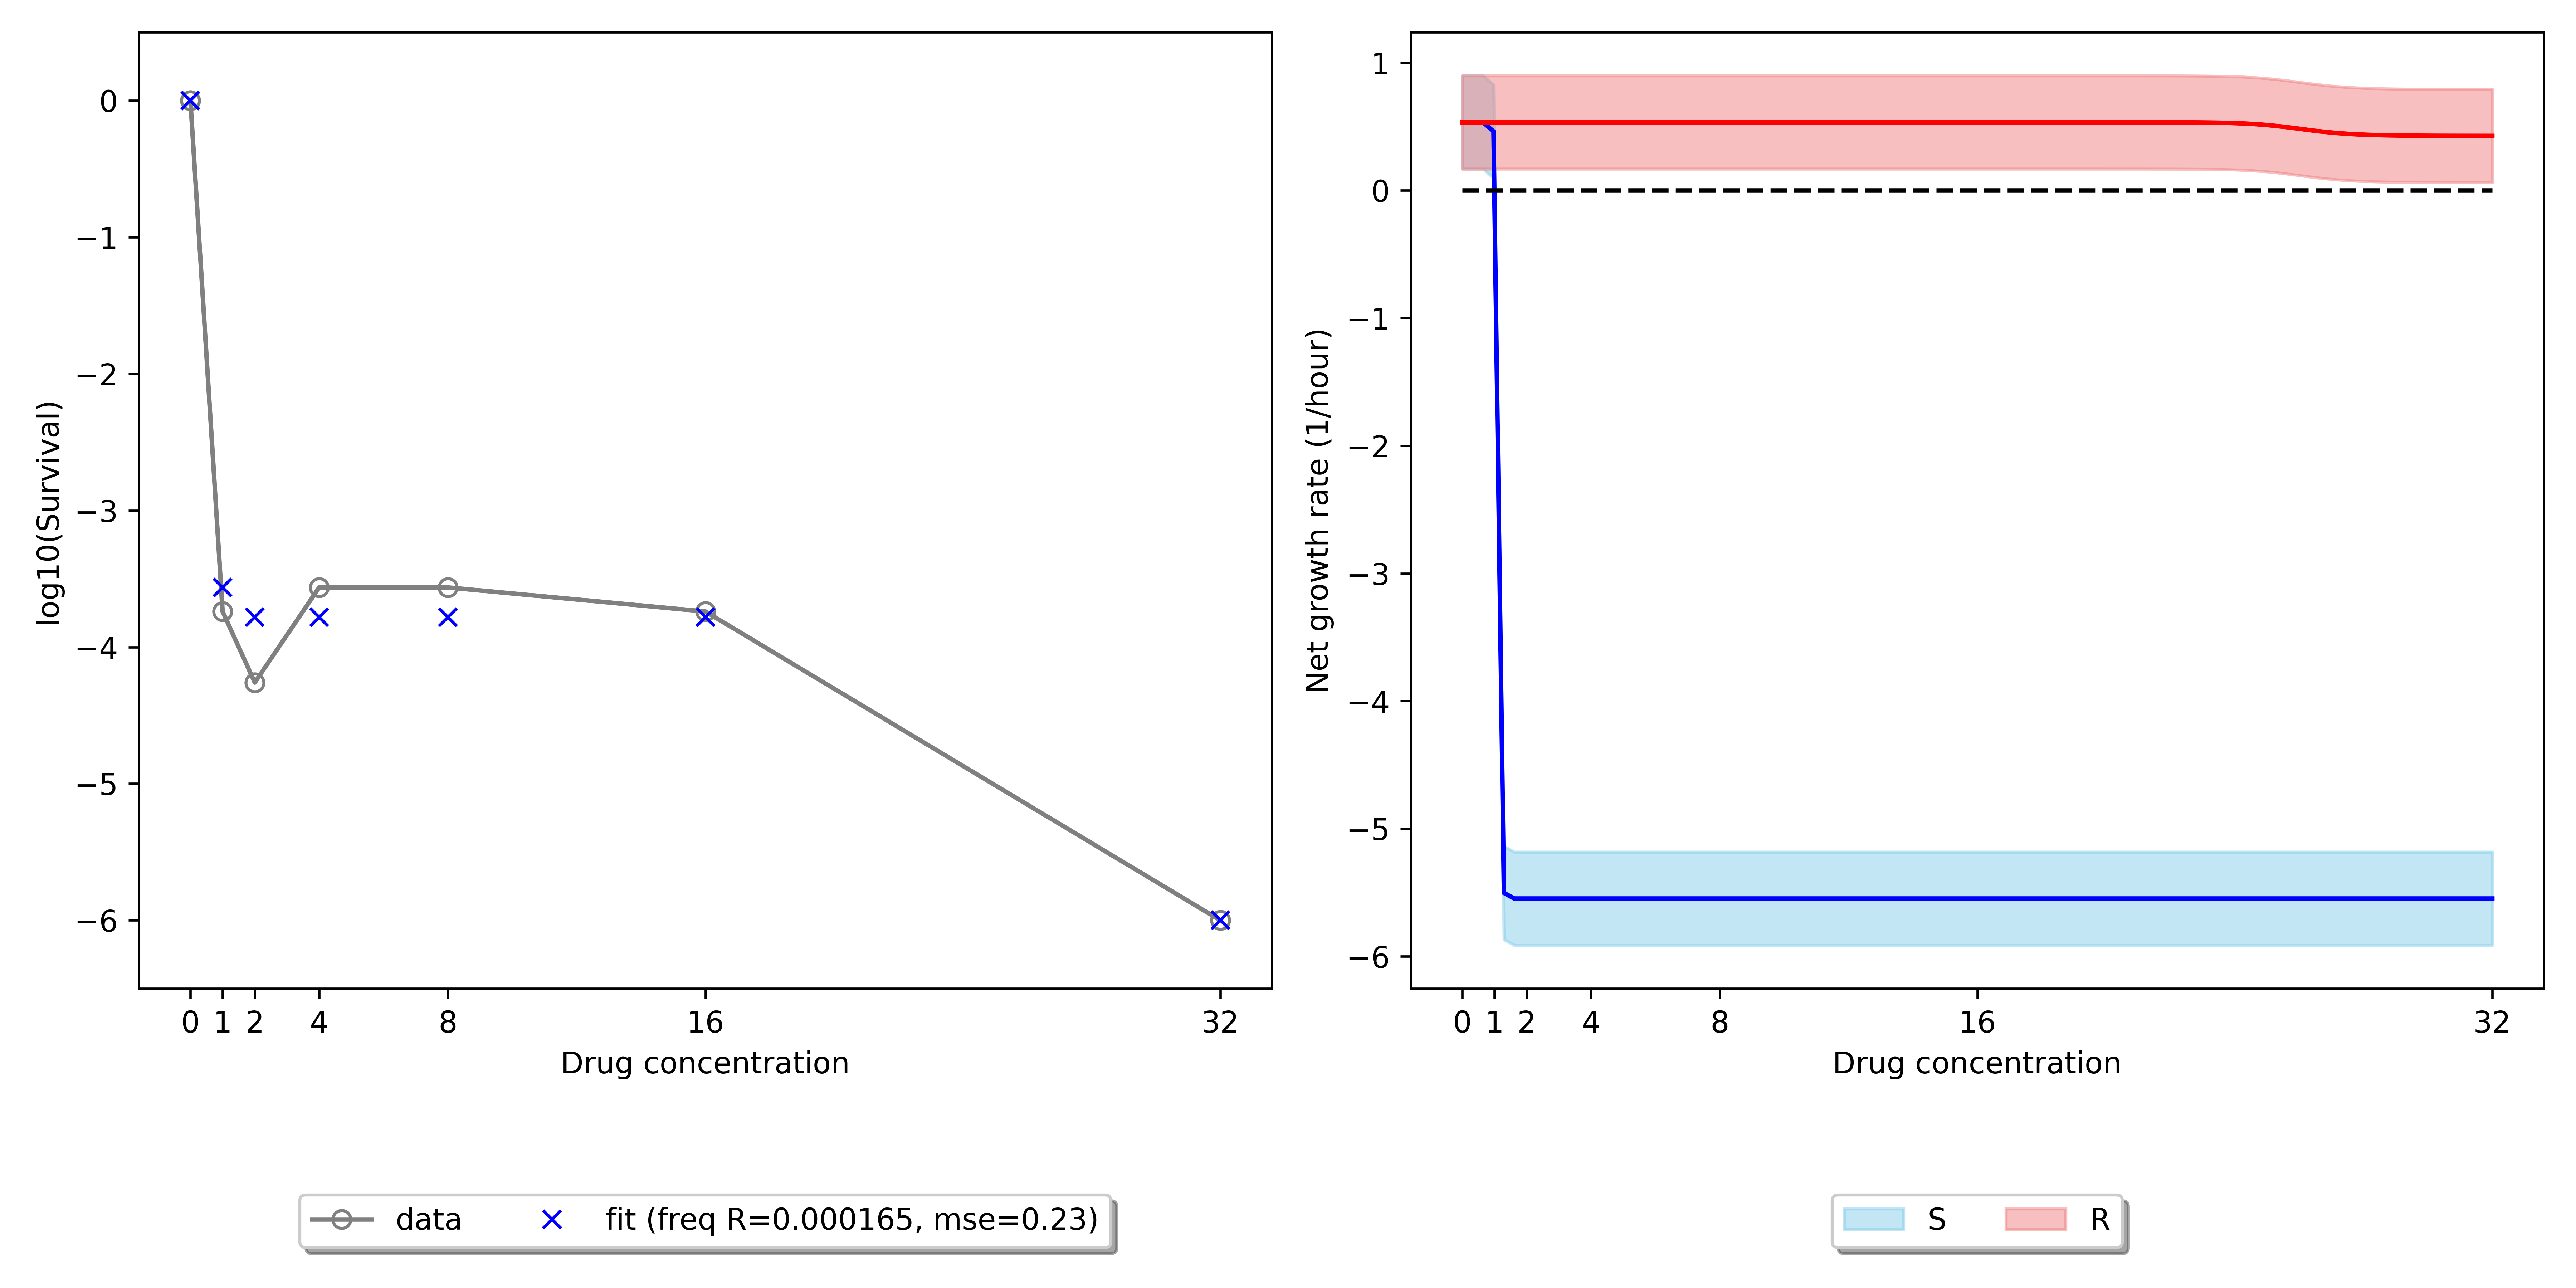 0
−1
−2
−3
−4
−5
−6
log10(Survival)
0 1 2 4 8 16 32
Drug concentration
data fit (freq R=0.000165, mse=0.23)
1
0
−1
−2
−3
−4
−5
−6
Net growth rate (1/hour)
0 1 2 4 8 16 32
Drug concentration
S R